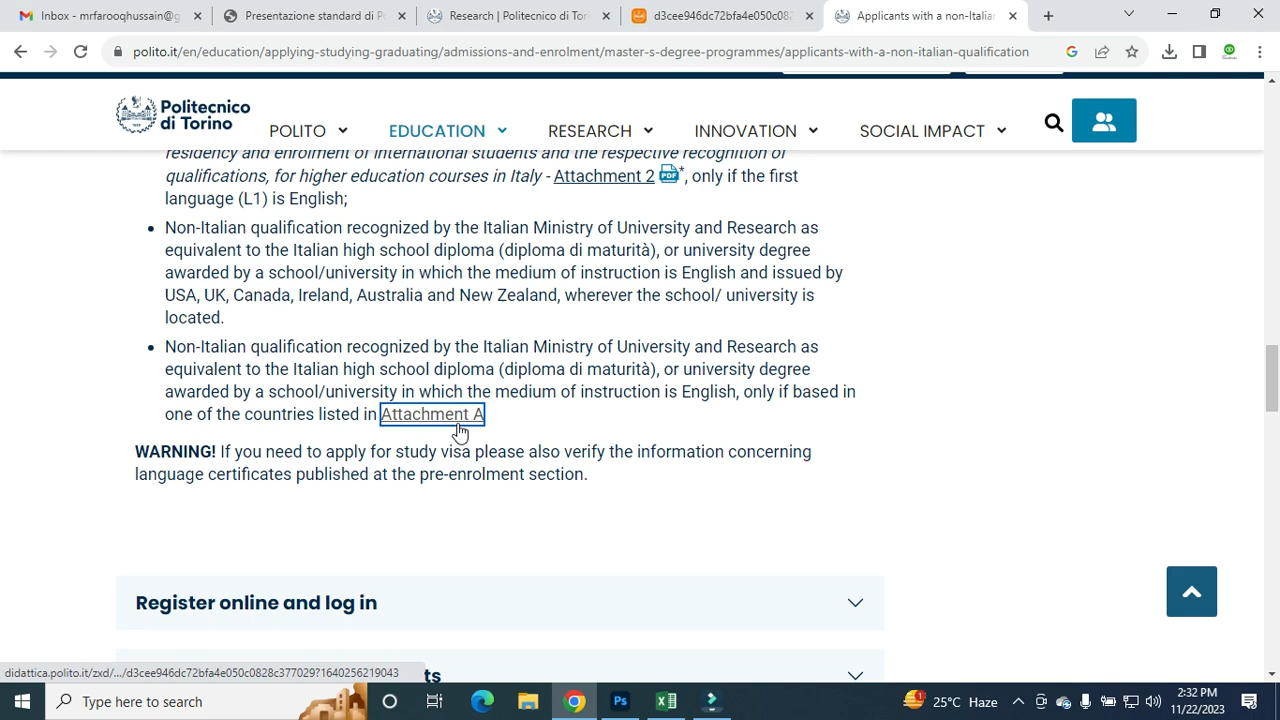 Inbox - mrfarooqhussain@g
Presentazione standard di P
Research | Politecnico di Tori
d3cee946dc72bfa4e050c082
Applicants with a non-Italia
polito.it/en/education/applying-studying-graduating/admissions-and-enrolment/master-s-degree-programmes/applicants-with-a-non-italian-qualification
Politecnico
di Torino
POLITO
EDUCATION
RESEARCH
INNOVATION
SOCIAL IMPACT
residency and enrolment of international students and the respective recognition of
qualifications, for higher education courses in Italy - Attachment 2 PDF*, only if the first
language (L1) is English;
• Non-Italian qualification recognized by the Italian Ministry of University and Research as
equivalent to the Italian high school diploma (diploma di maturità), or university degree
awarded by a school/university in which the medium of instruction is English and issued by
USA, UK, Canada, Ireland, Australia and New Zealand, wherever the school/ university is
located.
• Non-Italian qualification recognized by the Italian Ministry of University and Research as
equivalent to the Italian high school diploma (diploma di maturità), or university degree
awarded by a school/university in which the medium of instruction is English, only if based in
one of the countries listed in Attachment A
WARNING! If you need to apply for study visa please also verify the information concerning
language certificates published at the pre-enrolment section.
Register online and log in
ts
didattica.polito.it/zxd/.../d3cee946dc72bfa4e050c0828c377029?1640256219043
Type here to search
25°C Haze
2:32 PM
11/22/2023